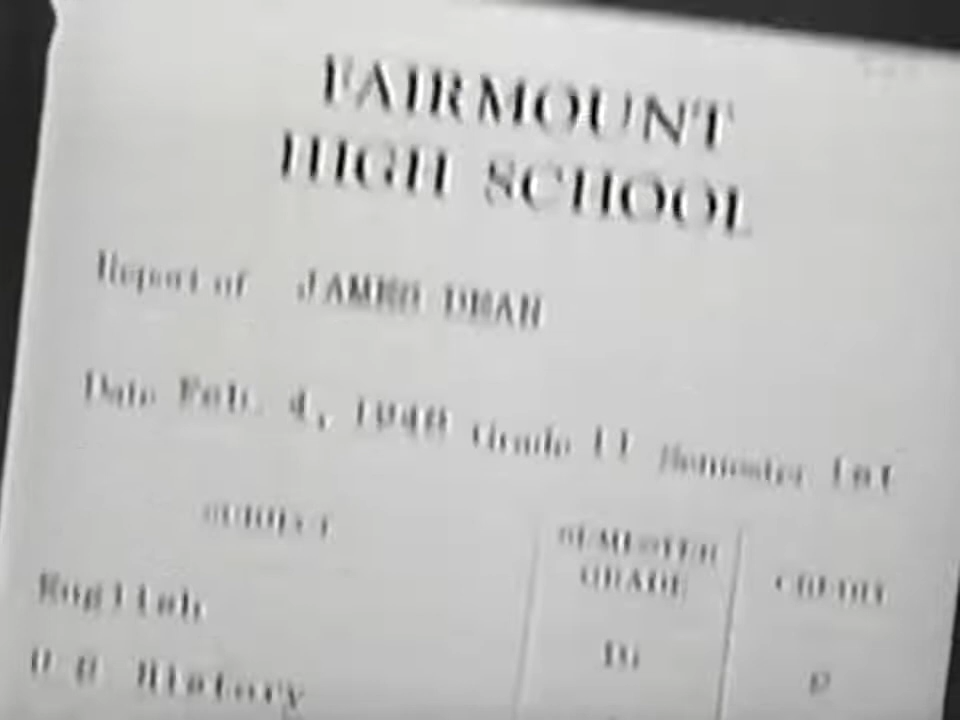 FAIRMOUNT
HIGH SCHOOL
Report of JAMES DEAN
Date Feb. 4, 1948 Grade 11 Semester 1st
SUBJECT SEMESTER GRADE CREDIT
English
U S History